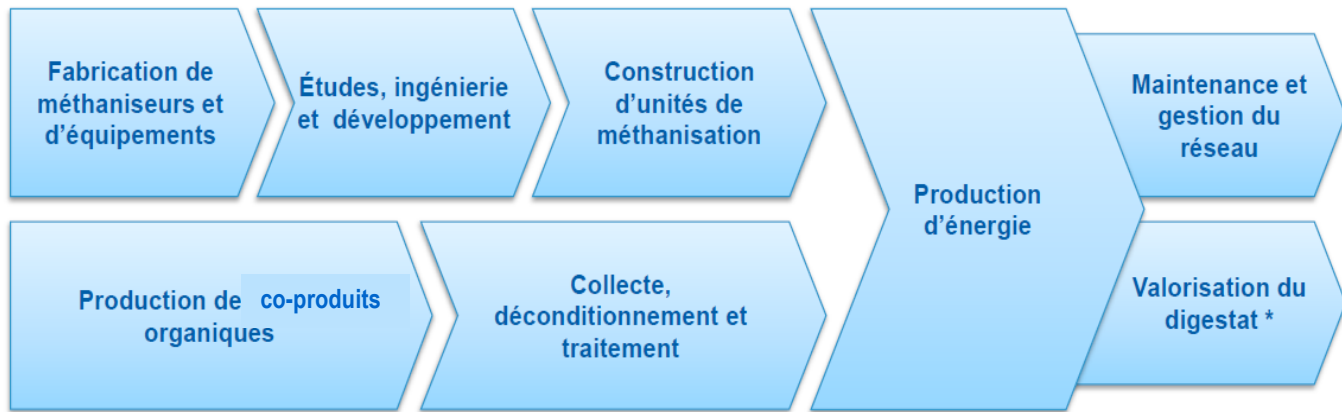 Fabrication de
méthaniseurs et
d'équipements
Études, ingénierie
et développement
Construction
d'unités de
méthanisation
Production
d'énergie
Maintenance et
gestion du
réseau
Production de co-produits
organiques
Collecte,
déconditionnement et
traitement
Valorisation du
digestat *